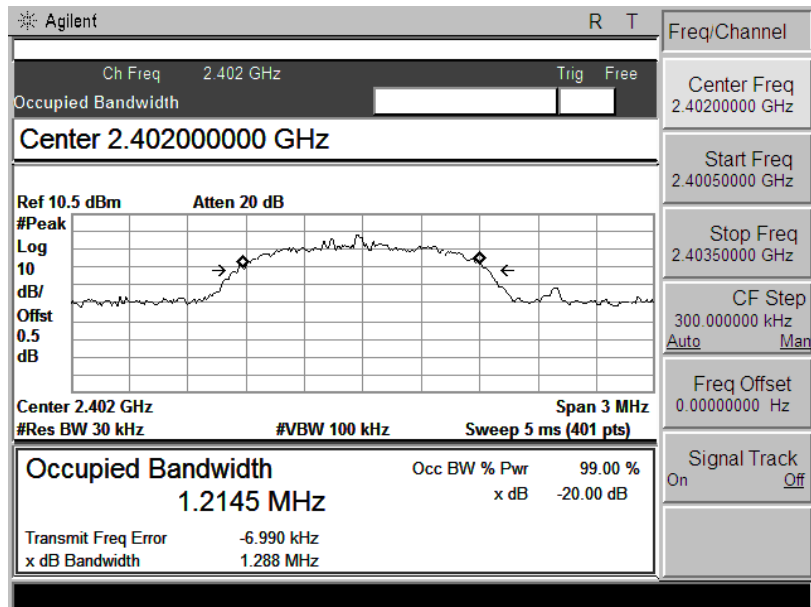 Agilent R T
Ch Freq 2.402 GHz Trig Free
Occupied Bandwidth
Center 2.402000000 GHz
Ref 10.5 dBm Atten 20 dB
#Peak
Log
10
dB/
Offst
0.5
dB
Center 2.402 GHz Span 3 MHz
#Res BW 30 kHz #VBW 100 kHz Sweep 5 ms (401 pts)
Occupied Bandwidth Occ BW % Pwr 99.00 %
1.2145 MHz x dB -20.00 dB
Transmit Freq Error -6.990 kHz
x dB Bandwidth 1.288 MHz
Freq/Channel
Center Freq
2.40200000 GHz
Start Freq
2.40050000 GHz
Stop Freq
2.40350000 GHz
CF Step
300.000000 kHz
Auto Man
Freq Offset
0.00000000 Hz
Signal Track
On Off